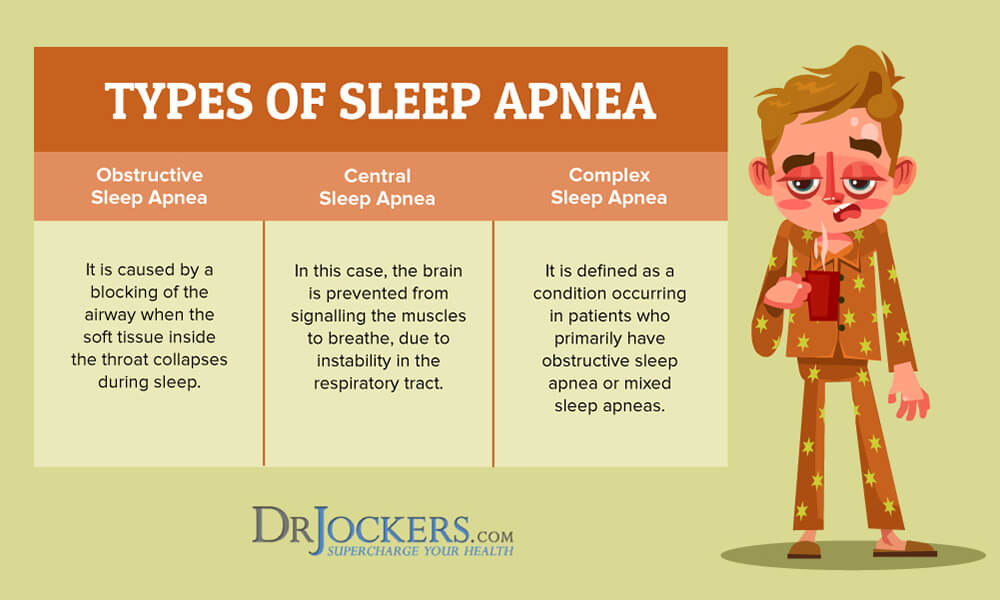 TYPES OF SLEEP APNEA
Obstructive
Sleep Apnea
Central
Sleep Apnea
Complex
Sleep Apnea
It is caused by a
blocking of the
airway when the
soft tissue inside
the throat collapses
during sleep.
In this case, the brain
is prevented from
signalling the muscles
to breathe, due to
instability in the
respiratory tract.
It is defined as a
condition occurring
in patients who
primarily have
obstructive sleep
apnea or mixed
sleep apneas.
DRJOCKERS.COM
SUPERCHARGE YOUR HEALTH